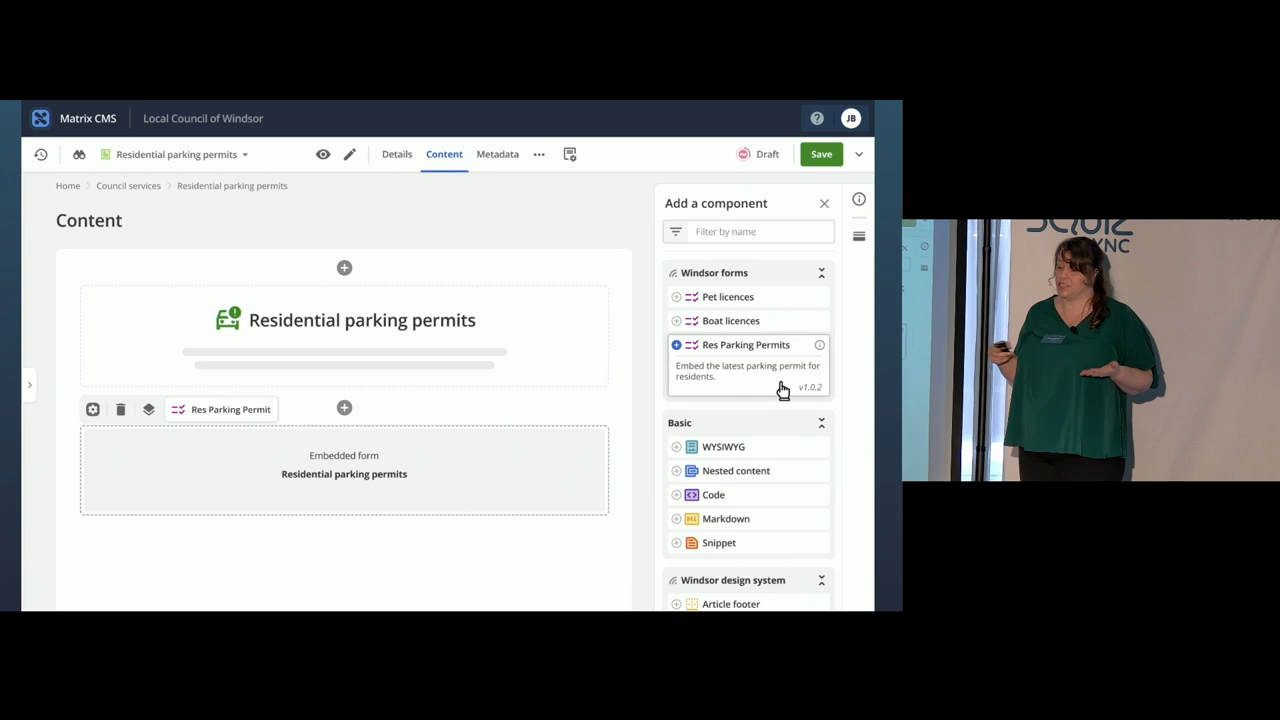 Matrix CMS
Local Council of Windsor
JB
Residential parking permits
Details
Content
Metadata
Draft
Save
Home
Council services
Residential parking permits
Content
Residential parking permits
Res Parking Permit
Embedded form
Residential parking permits
Add a component
Filter by name
Windsor forms
Pet licences
Boat licences
Res Parking Permits
Embed the latest parking permit for
residents.
v1.0.2
Basic
WYSIWYG
Nested content
Code
Markdown
Snippet
Windsor design system
Article footer